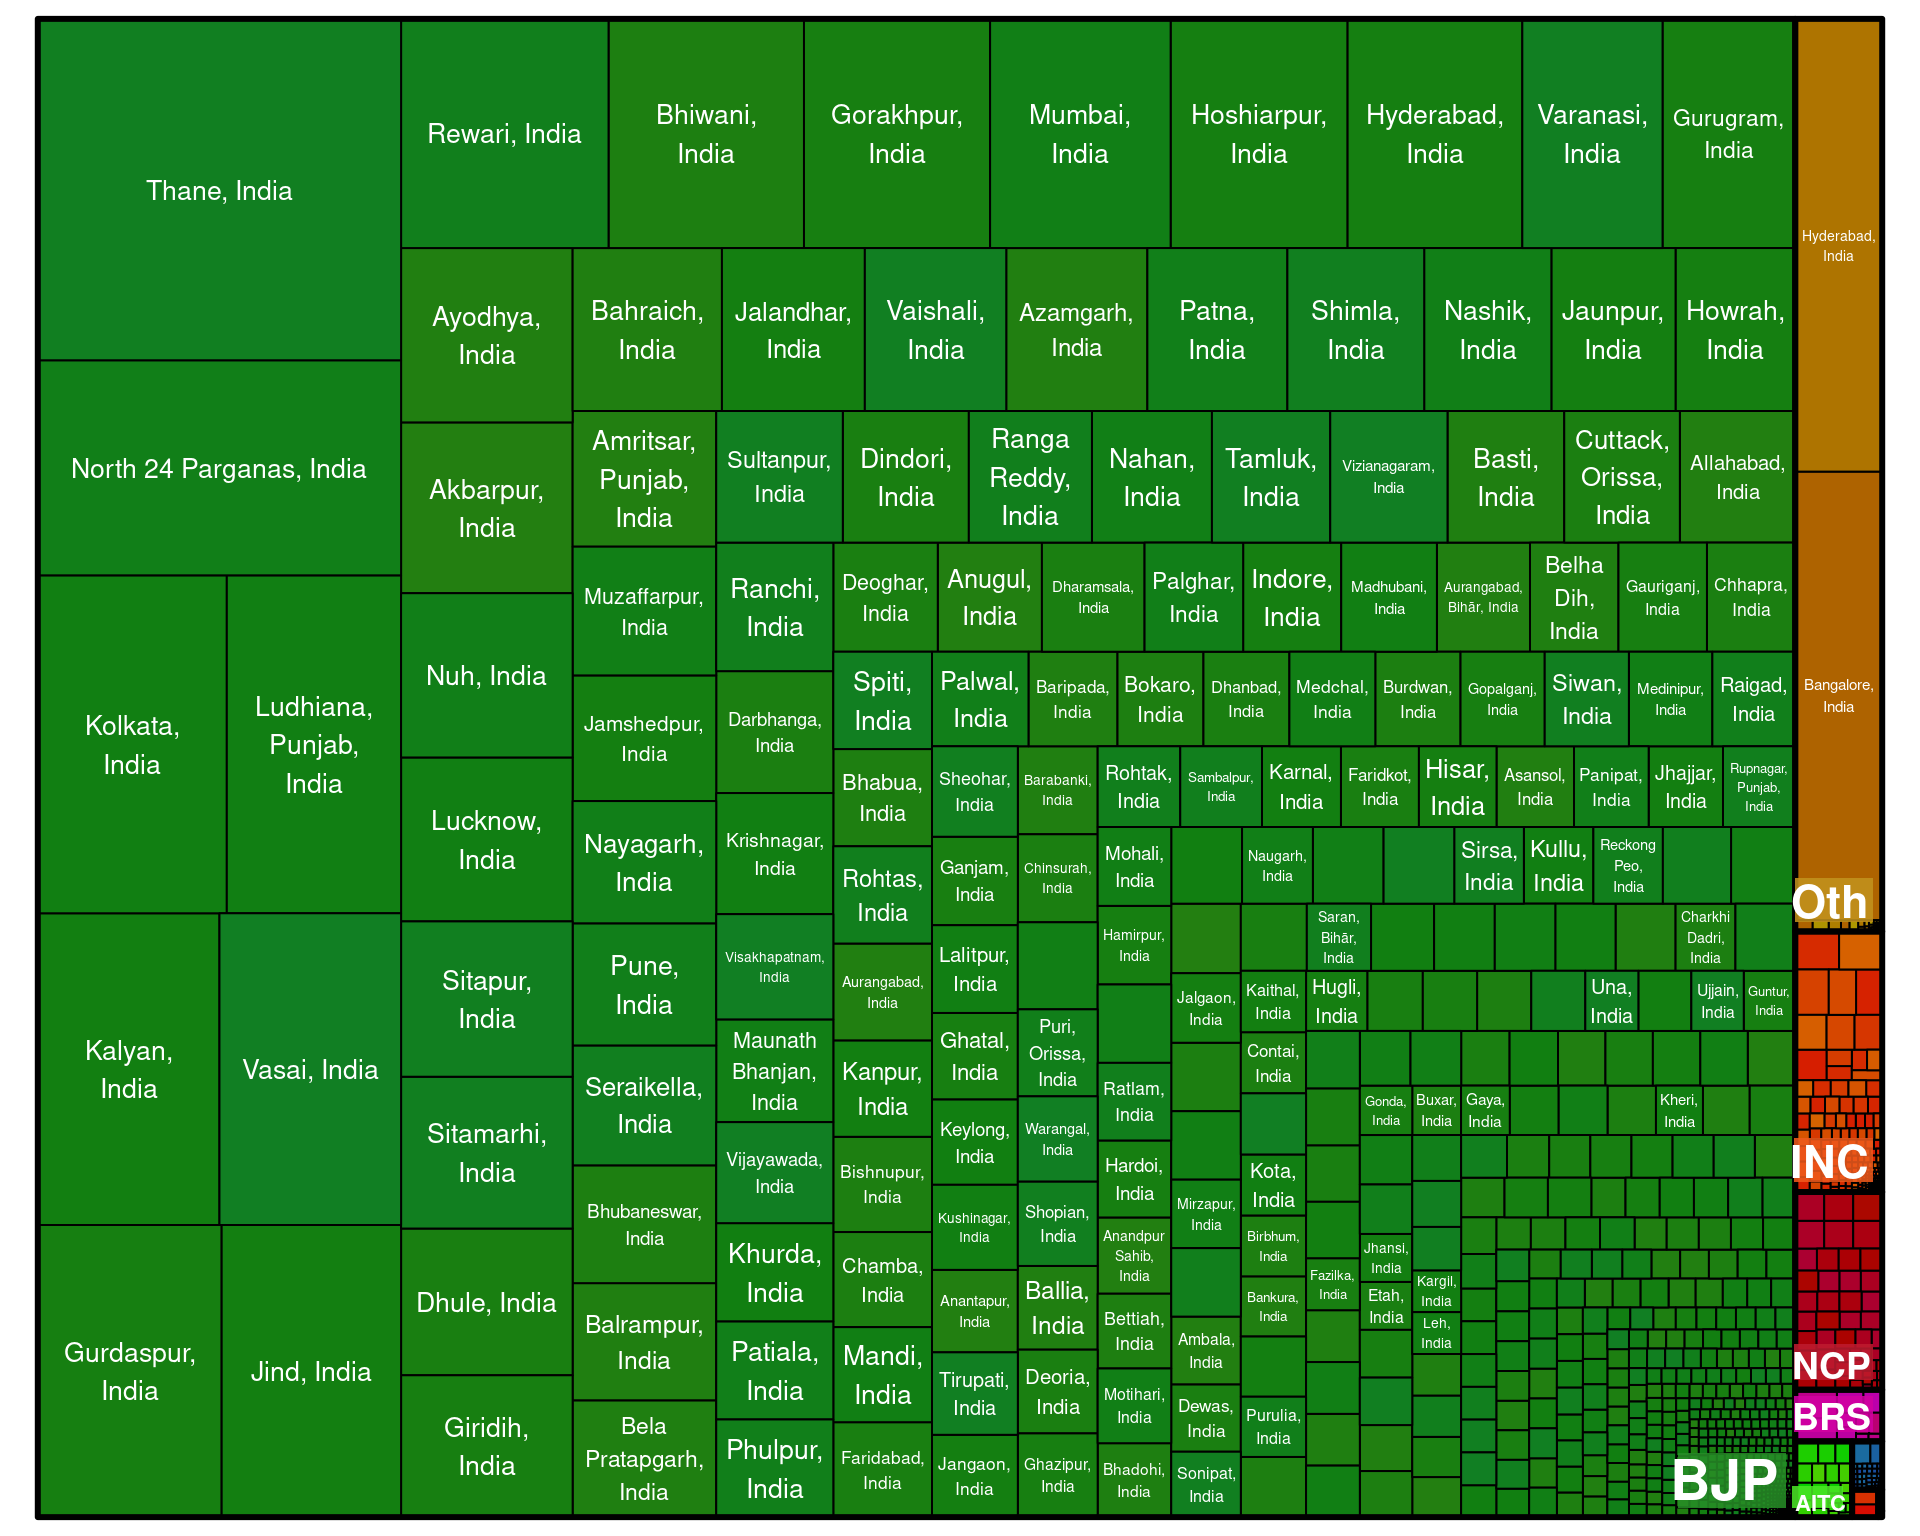 Thane, India
North 24 Parganas, India
Kolkata,
India
Ludhiana,
Punjab,
India
Kalyan,
India
Vasai, India
Gurdaspur,
India
Jind, India
Rewari, India
Bhiwani,
India
Gorakhpur,
India
Mumbai,
India
Hoshiarpur,
India
Hyderabad,
India
Varanasi,
India
Gurugram,
India
Ayodhya,
India
Akbarpur,
India
Nuh, India
Lucknow,
India
Sitapur,
India
Sitamarhi,
India
Dhule, India
Giridih,
India
Bahraich,
India
Jalandhar,
India
Vaishali,
India
Azamgarh,
India
Patna,
India
Shimla,
India
Nashik,
India
Jaunpur,
India
Howrah,
India
Amritsar,
Punjab,
India
Muzaffarpur,
India
Jamshedpur,
India
Nayagarh,
India
Pune,
India
Seraikella,
India
Bhubaneswar,
India
Balrampur,
India
Bela
Pratapgarh,
India
Sultanpur,
India
Dindori,
India
Ranga
Reddy,
India
Nahan,
India
Tamluk,
India
Vizianagaram,
India
Basti,
India
Cuttack,
Orissa,
India
Allahabad,
India
Ranchi,
India
Darbhanga,
India
Krishnagar,
India
Visakhapatnam,
India
Maunath
Bhanjan,
India
Vijayawada,
India
Khurda,
India
Patiala,
India
Phulpur,
India
Deoghar,
India
Anugul,
India
Dharamsala,
India
Palghar,
India
Indore,
India
Madhubani,
India
Aurangabad,
Bihār, India
Belha
Dih,
India
Gauriganj,
India
Chhapra,
India
Spiti,
India
Bhabua,
India
Rohtas,
India
Aurangabad,
India
Kanpur,
India
Bishnupur,
India
Chamba,
India
Mandi,
India
Faridabad,
India
Palwal,
India
Baripada,
India
Bokaro,
India
Dhanbad,
India
Medchal,
India
Burdwan,
India
Gopalganj,
India
Siwan,
India
Medinipur,
India
Raigad,
India
Sheohar,
India
Ganjam,
India
Lalitpur,
India
Ghatal,
India
Keylong,
India
Kushinagar,
India
Anantapur,
India
Tirupati,
India
Jangaon,
India
Barabanki,
India
Chinsurah,
India
Puri,
Orissa,
India
Warangal,
India
Shopian,
India
Ballia,
India
Deoria,
India
Ghazipur,
India
Rohtak,
India
Sambalpur,
India
Karnal,
India
Faridkot,
India
Hisar,
India
Asansol,
India
Panipat,
India
Jhajjar,
India
Rupnagar,
Punjab,
India
Mohali,
India
Hamirpur,
India
Ratlam,
India
Hardoi,
India
Anandpur
Sahib,
India
Bettiah,
India
Motihari,
India
Bhadohi,
India
Naugarh,
India
Sirsa,
India
Kullu,
India
Reckong
Peo,
India
Jalgaon,
India
Mirzapur,
India
Ambala,
India
Dewas,
India
Sonipat,
India
Saran,
Bihār,
India
Charkhi
Dadri,
India
Kaithal,
India
Contai,
India
Kota,
India
Birbhum,
India
Bankura,
India
Purulia,
India
Hugli,
India
Una,
India
Ujjain,
India
Guntur,
India
Fazilka,
India
Gonda,
India
Buxar,
India
Gaya,
India
Kheri,
India
Jhansi,
India
Etah,
India
Kargil,
India
Leh,
India
BJP
Hyderabad,
India
Bangalore,
India
Oth
INC
NCP
BRS
AITC